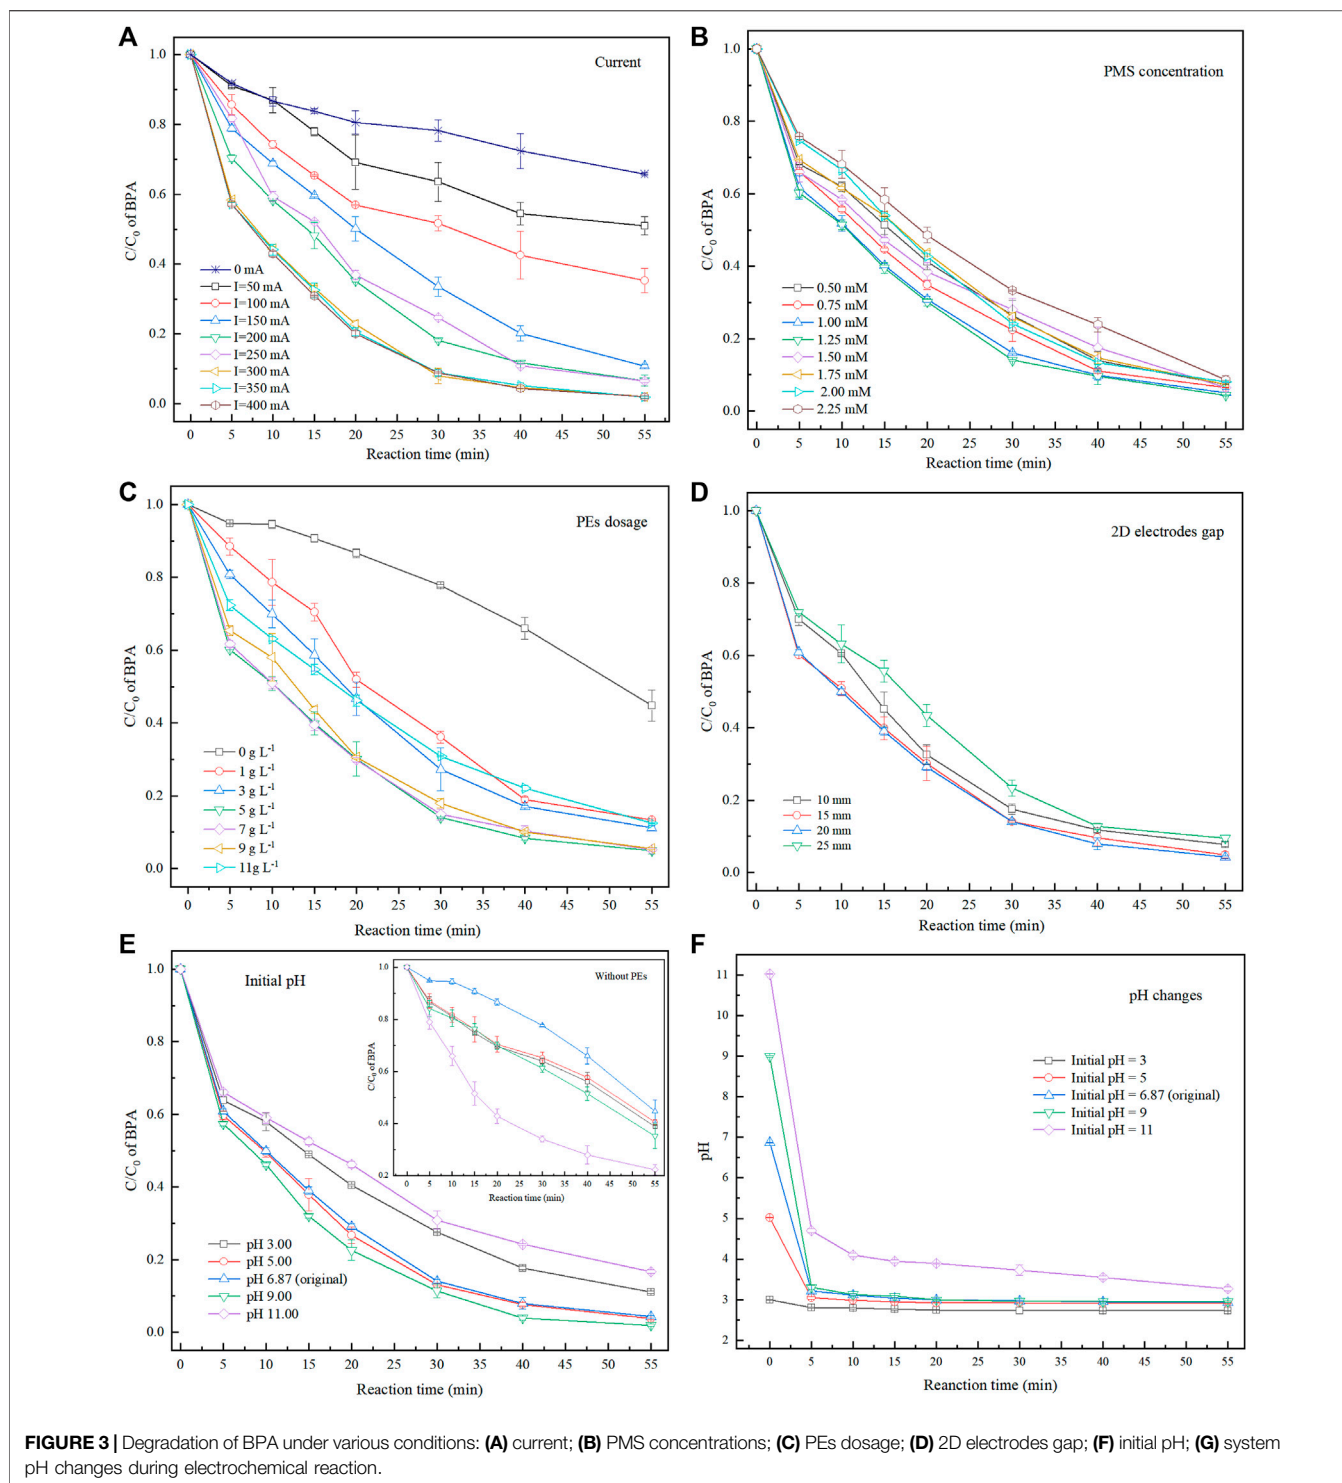 A
Current
1.0
0.8
0.6
0.4
0.2
0.0
C/C0 of BPA
0 mA
I=50 mA
I=100 mA
I=150 mA
I=200 mA
I=250 mA
I=300 mA
I=350 mA
I=400 mA
0 5 10 15 20 25 30 35 40 45 50 55
Reaction time (min)
B
PMS concentration
1.0
0.8
0.6
0.4
0.2
0.0
C/C0 of BPA
0.50 mM
0.75 mM
1.00 mM
1.25 mM
1.50 mM
1.75 mM
2.00 mM
2.25 mM
0 5 10 15 20 25 30 35 40 45 50 55
Reaction time (min)
C
PEs dosage
1.0
0.8
0.6
0.4
0.2
0.0
C/C0 of BPA
0 g L-1
1 g L-1
3 g L-1
5 g L-1
7 g L-1
9 g L-1
11g L-1
0 5 10 15 20 25 30 35 40 45 50 55
Reaction time (min)
D
2D electrodes gap
1.0
0.8
0.6
0.4
0.2
0.0
C/C0 of BPA
10 mm
15 mm
20 mm
25 mm
0 5 10 15 20 25 30 35 40 45 50 55
Reaction time (min)
E
Initial pH
1.0
0.8
0.6
0.4
0.2
0.0
C/C0 of BPA
pH 3.00
pH 5.00
pH 6.87 (original)
pH 9.00
pH 11.00
0 5 10 15 20 25 30 35 40 45 50 55
Reaction time (min)
Without PEs
1.0
0.8
0.6
0.4
0.2
C/C0 of BPA
0 5 10 15 20 25 30 35 40 45 50 55
Reaction time (min)
F
pH changes
11
10
9
8
7
6
5
4
3
2
pH
Initial pH = 3
Initial pH = 5
Initial pH = 6.87 (original)
Initial pH = 9
Initial pH = 11
0 5 10 15 20 25 30 35 40 45 50 55
Reanction time (min)
FIGURE 3 | Degradation of BPA under various conditions: (A) current; (B) PMS concentrations; (C) PEs dosage; (D) 2D electrodes gap; (F) initial pH; (G) system
pH changes during electrochemical reaction.